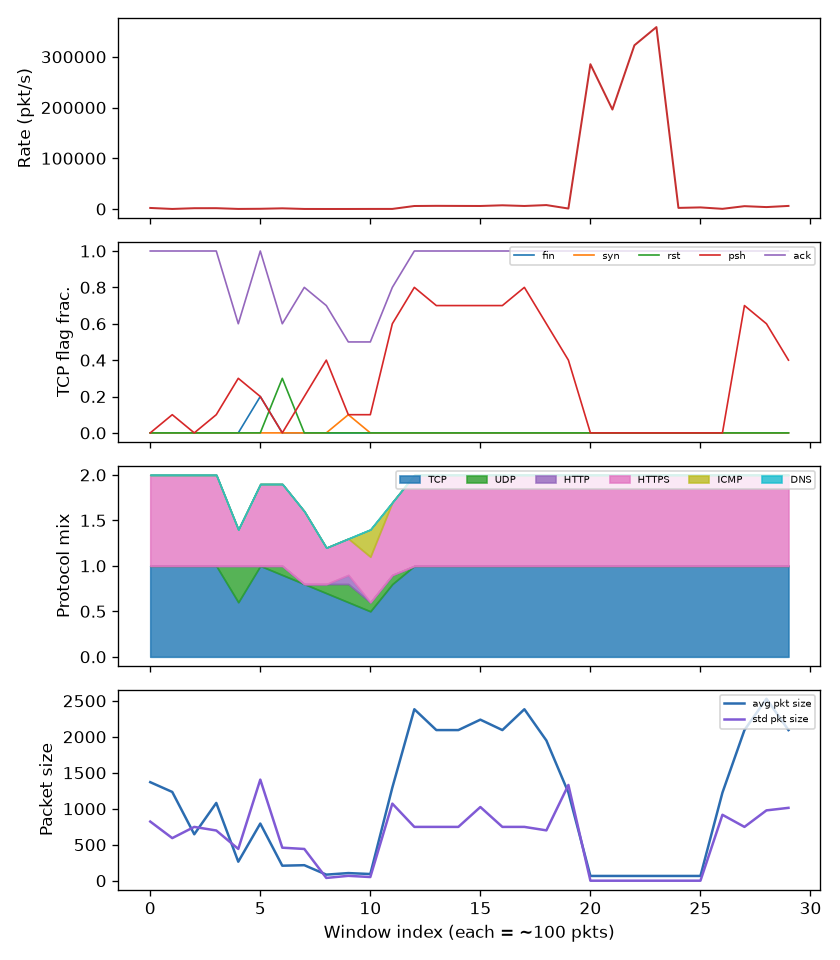 Rate (pkt/s)
300000
200000
100000
0
TCP flag frac.
1.0
0.8
0.6
0.4
0.2
0.0
fin syn rst psh ack
Protocol mix
2.0
1.5
1.0
0.5
0.0
TCP UDP HTTP HTTPS ICMP DNS
Packet size
2500
2000
1500
1000
500
0
avg pkt size
std pkt size
0 5 10 15 20 25 30
Window index (each = ~100 pkts)